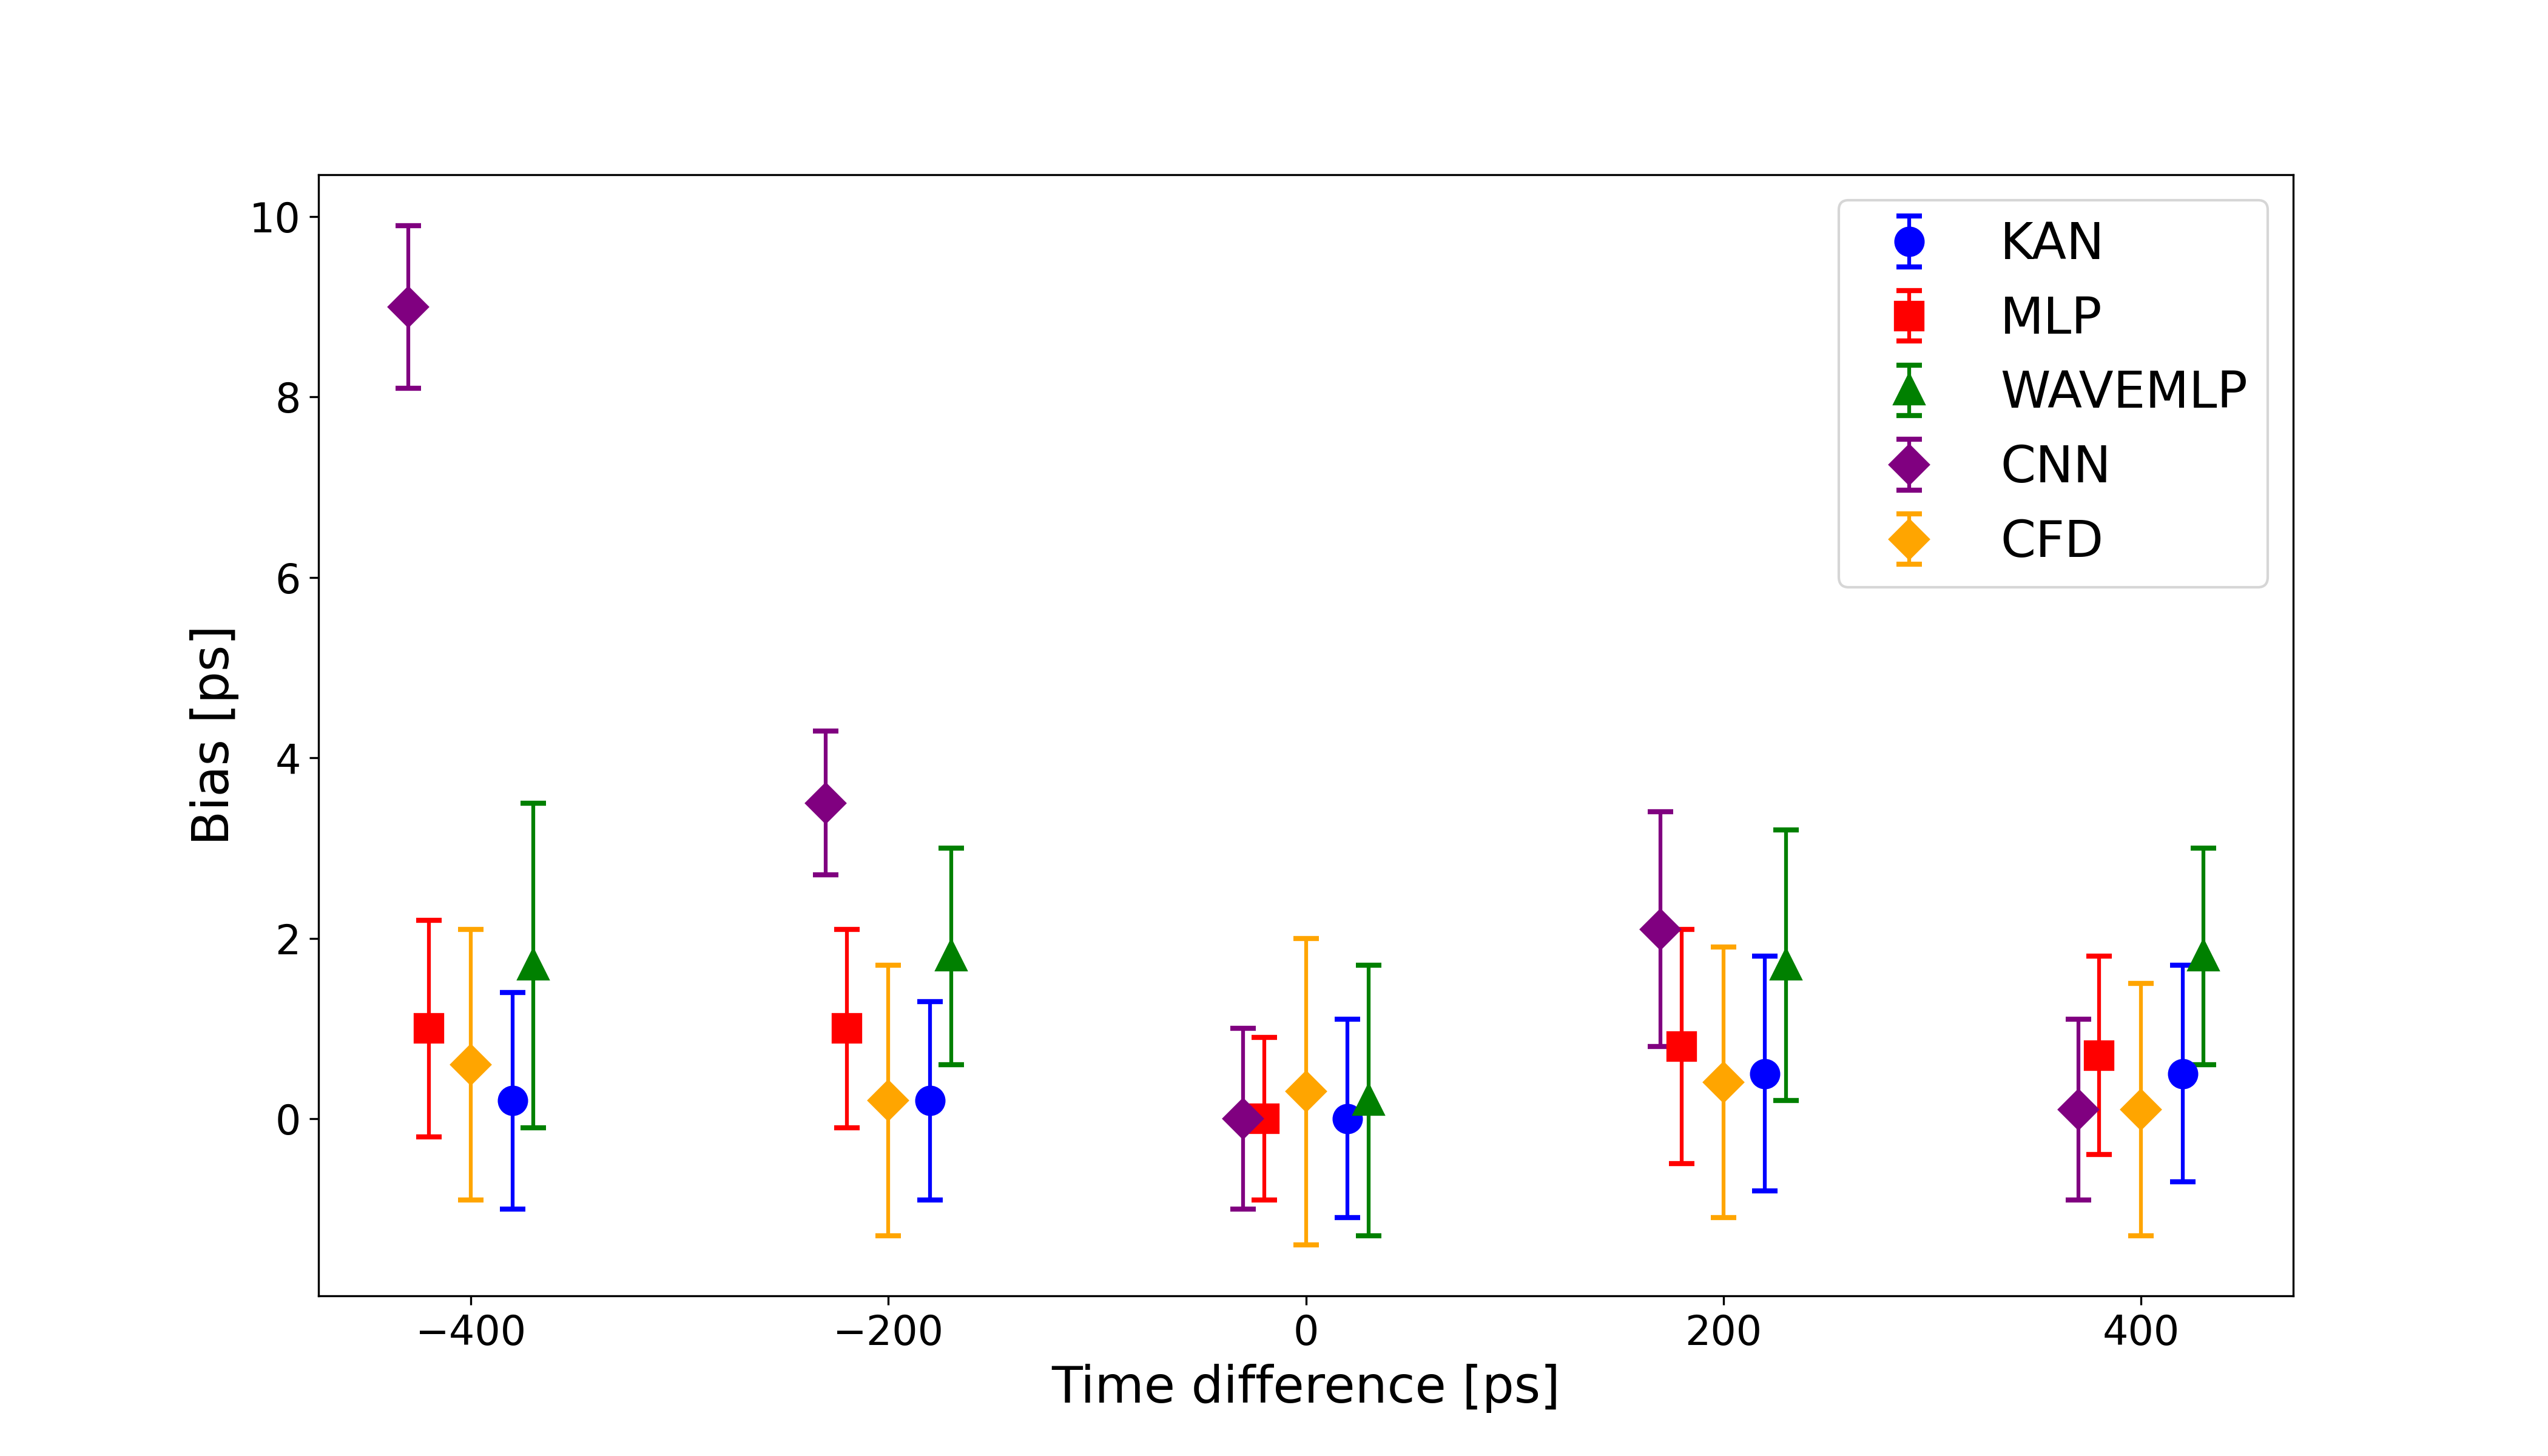 10
8
6
4
2
0
Bias [ps]
KAN
MLP
WAVEMLP
CNN
CFD
−400 −200 0 200 400
Time difference [ps]